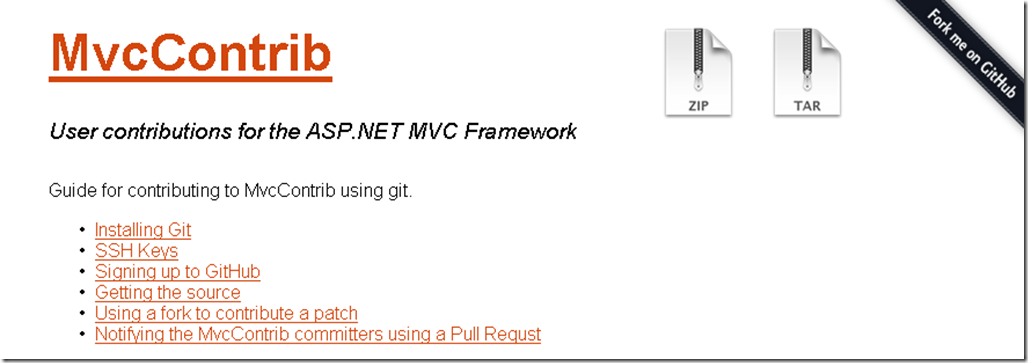 MvcContrib
ZIP
TAR
Fork me on GitHub
User contributions for the ASP.NET MVC Framework
Guide for contributing to MvcContrib using git.
• Installing Git
• SSH Keys
• Signing up to GitHub
• Getting the source
• Using a fork to contribute a patch
• Notifying the MvcContrib committers using a Pull Requst